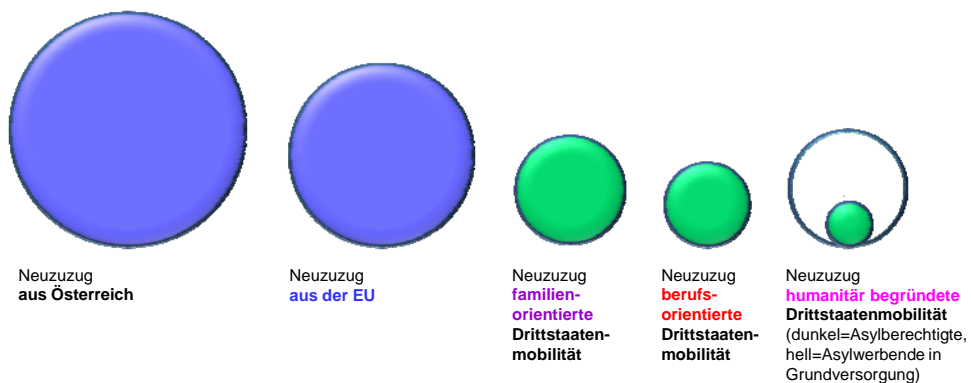 Neuzuzug
aus Österreich
Neuzuzug
aus der EU
Neuzuzug
familien-
orientierte
Drittstaaten-
mobilität
Neuzuzug
berufs-
orientierte
Drittstaaten-
mobilität
Neuzuzug
humanitär begründete
Drittstaatenmobilität
(dunkel=Asylberechtigte,
hell=Asylwerbende in
Grundversorgung)